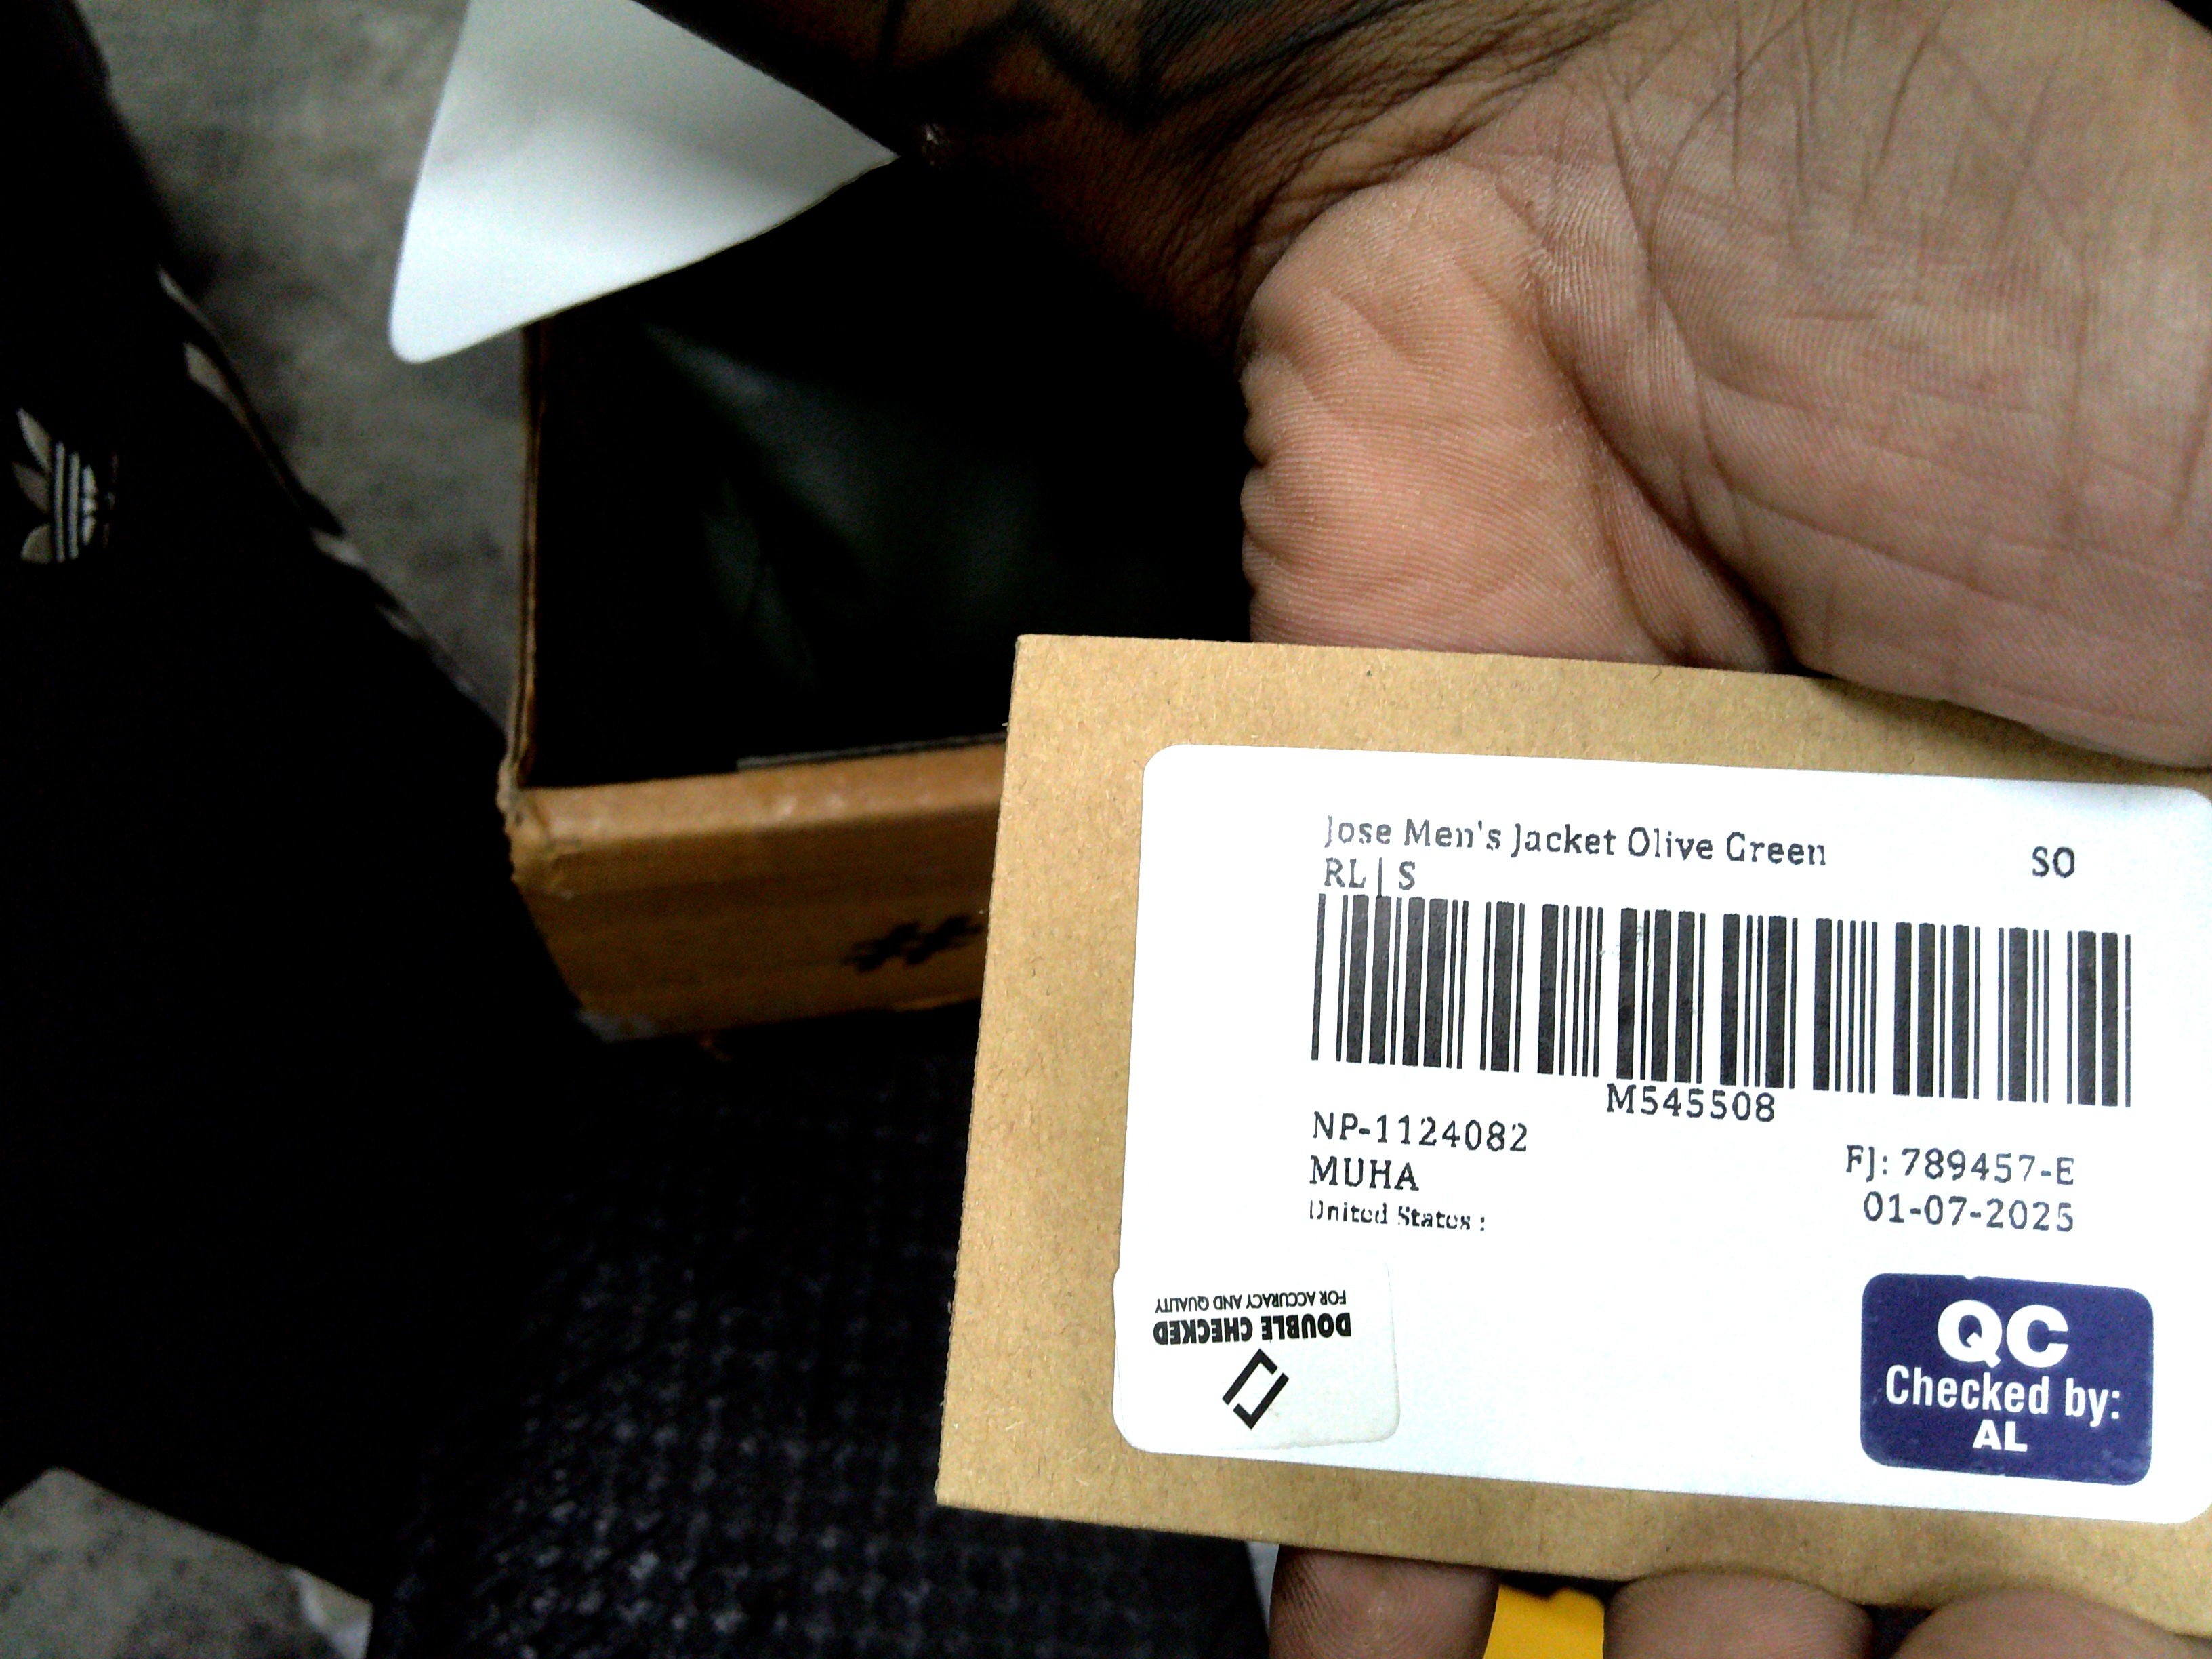 Jose Men's Jacket Olive Green
SO
RL | S
M545508
NP-1124082
MUHA
United States :
FJ: 789457-E
01-07-2025
DOUBLE CHECKED
FOR ACCURACY AND QUALITY
QC
Checked by:
AL